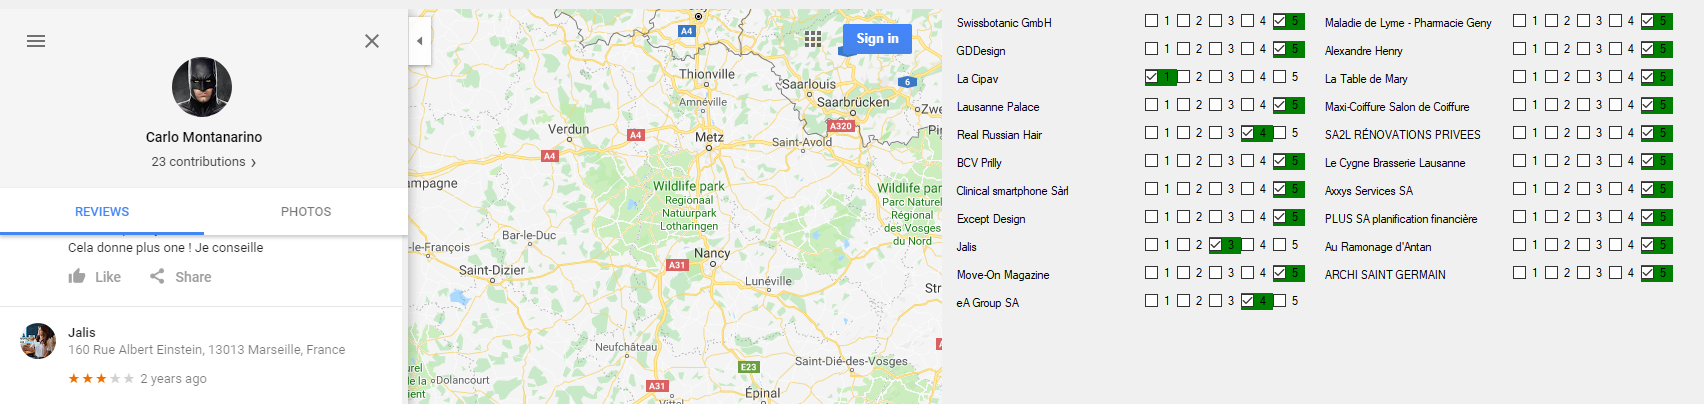 Carlo Montanarino
23 contributions
REVIEWS PHOTOS
Cela donne plus one ! Je conseille
Like Share
Jalis
160 Rue Albert Einstein, 13013 Marseille, France
2 years ago
Sign in
A4
6
Thionville
Amnéville
Saarlouis
Saarbrücken
Verdun
A4
Metz
A320
Saint-Avold
A4
Wildlife park
Regionaal
Natuurpark
Lotharingen
Wildlife par
Parc Naturel
Régional
des Vosges
du Nord
Bar-le-Duc
Saint-Dizier
A31
Nancy
Lunéville
Neufchâteau
Saint-Dié-des-Vosges
E23
Dolancourt
A31
Épinal
Vittel
Swissbotanic GmbH 1 2 3 4 5
GDDesign 1 2 3 4 5
La Cipav 1 2 3 4 5
Lausanne Palace 1 2 3 4 5
Real Russian Hair 1 2 3 4 5
BCV Prilly 1 2 3 4 5
Clinical smartphone Sàrl 1 2 3 4 5
Except Design 1 2 3 4 5
Jalis 1 2 3 4 5
Move-On Magazine 1 2 3 4 5
eA Group SA 1 2 3 4 5
Maladie de Lyme - Pharmacie Geny 1 2 3 4 5
Alexandre Henry 1 2 3 4 5
La Table de Mary 1 2 3 4 5
Maxi-Coiffure Salon de Coiffure 1 2 3 4 5
SA2L RÉNOVATIONS PRIVEES 1 2 3 4 5
Le Cygne Brasserie Lausanne 1 2 3 4 5
Axxys Services SA 1 2 3 4 5
PLUS SA planification financière 1 2 3 4 5
Au Ramonage d'Antan 1 2 3 4 5
ARCHI SAINT GERMAIN 1 2 3 4 5